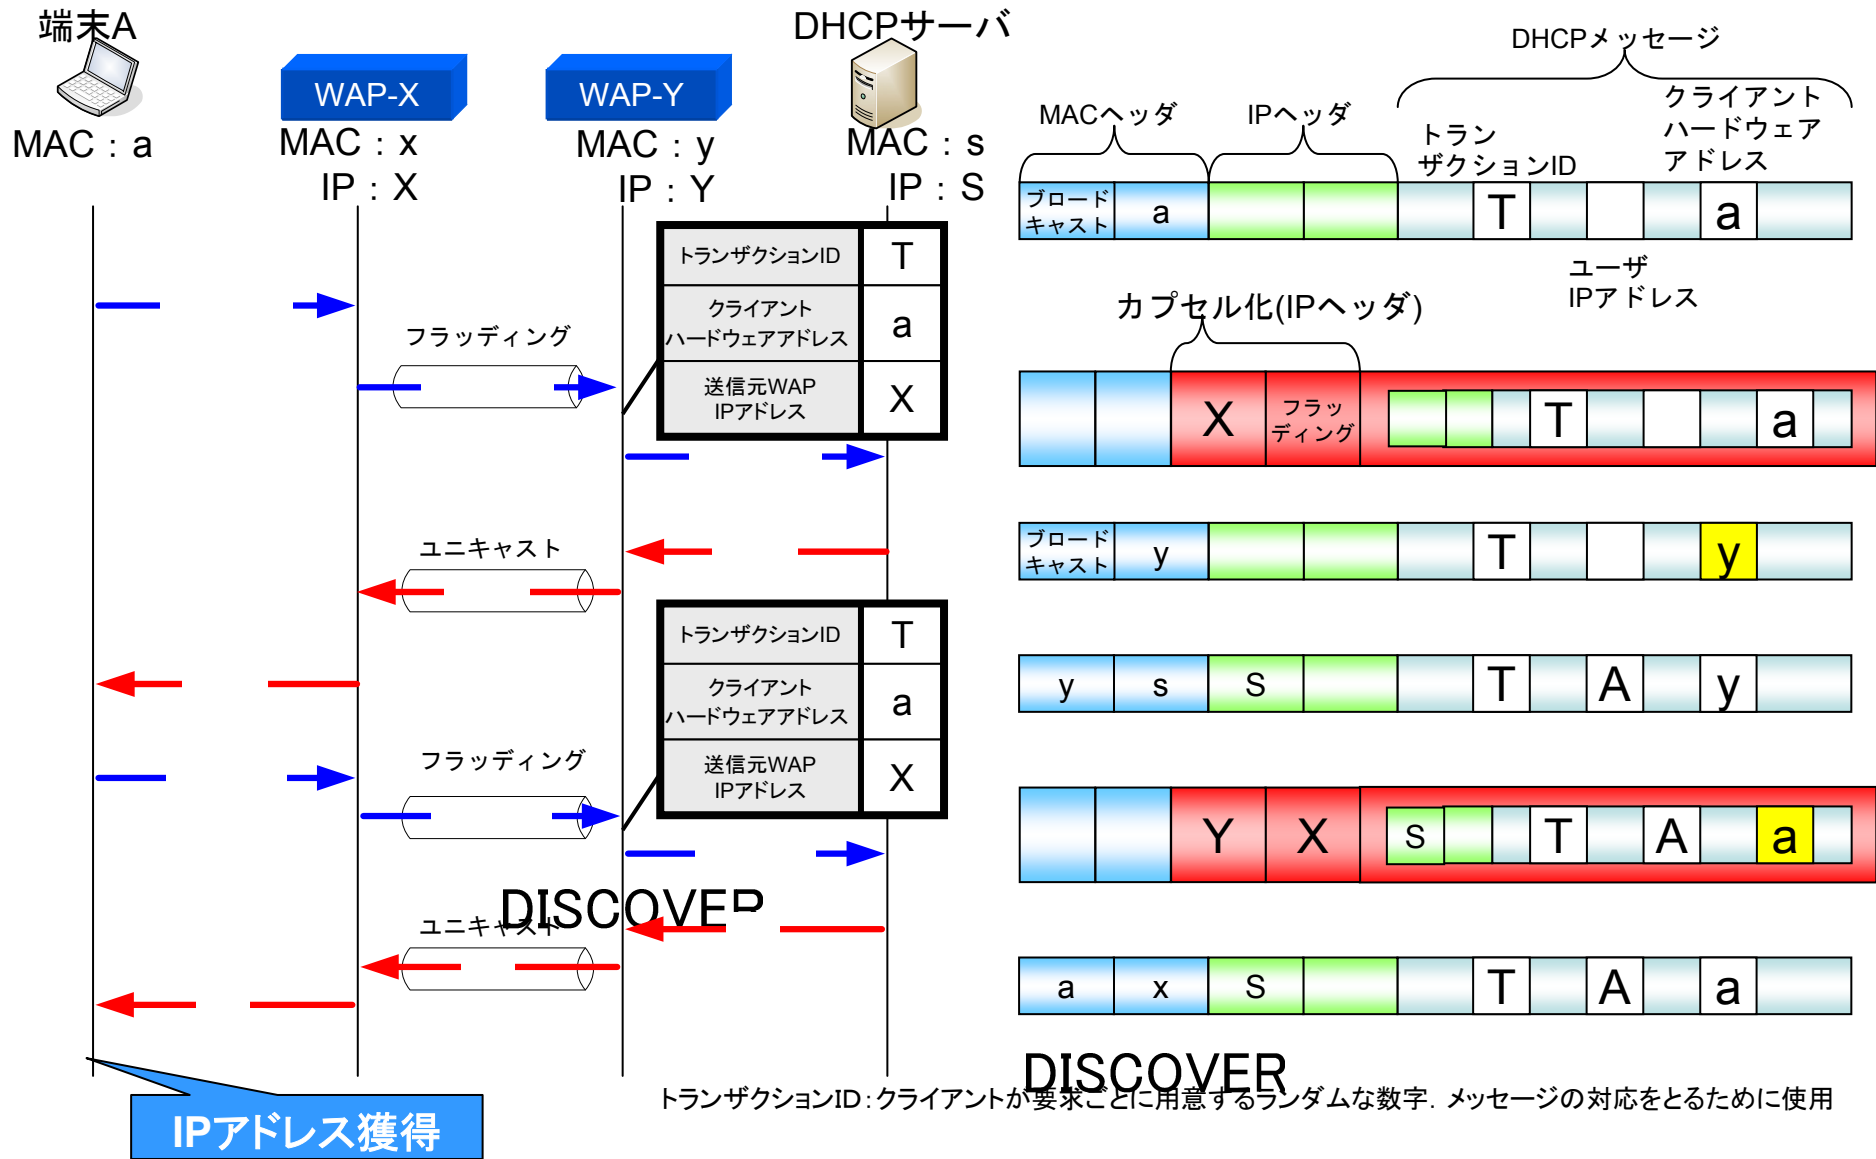 端末A
MAC：a
WAP-X
MAC：x
IP：X
WAP-Y
MAC：y
IP：Y
DHCPサーバ
MAC：s
IP：S
フラッディング
トランザクションID
T
クライアント
ハードウェアアドレス
a
送信元WAP
IPアドレス
X
ユニキャスト
トランザクションID
T
クライアント
ハードウェアアドレス
a
送信元WAP
IPアドレス
X
フラッディング
DISCOVER
ユニキャスト
IPアドレス獲得
DHCPメッセージ
MACヘッダ
IPヘッダ
トラン
ザクションID
クライアント
ハードウェア
アドレス
ブロード
キャスト
a
T
a
ユーザ
IPアドレス
カプセル化(IPヘッダ)
X
フラッ
ディング
T
a
ブロード
キャスト
y
T
y
y
s
S
T
A
y
Y
X
S
T
A
a
a
x
S
T
A
a
DISCOVER
トランザクションID：クライアントが要求ごとに用意するランダムな数字．メッセージの対応をとるために使用